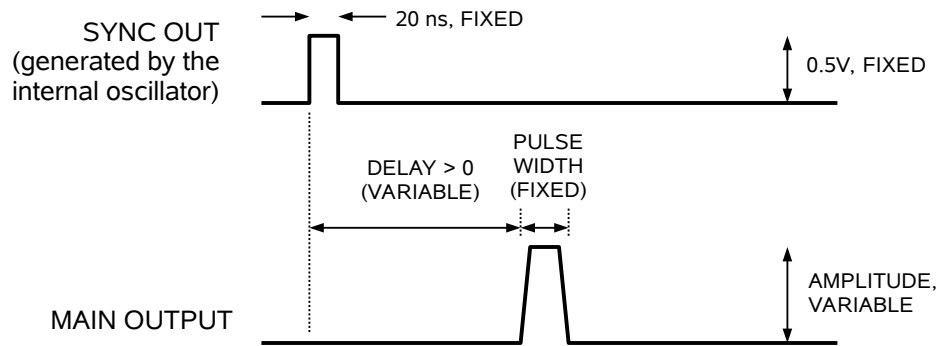 SYNC OUT
(generated by the
internal oscillator)
20 ns, FIXED
0.5V, FIXED
DELAY > 0
(VARIABLE)
PULSE
WIDTH
(FIXED)
AMPLITUDE,
VARIABLE
MAIN OUTPUT